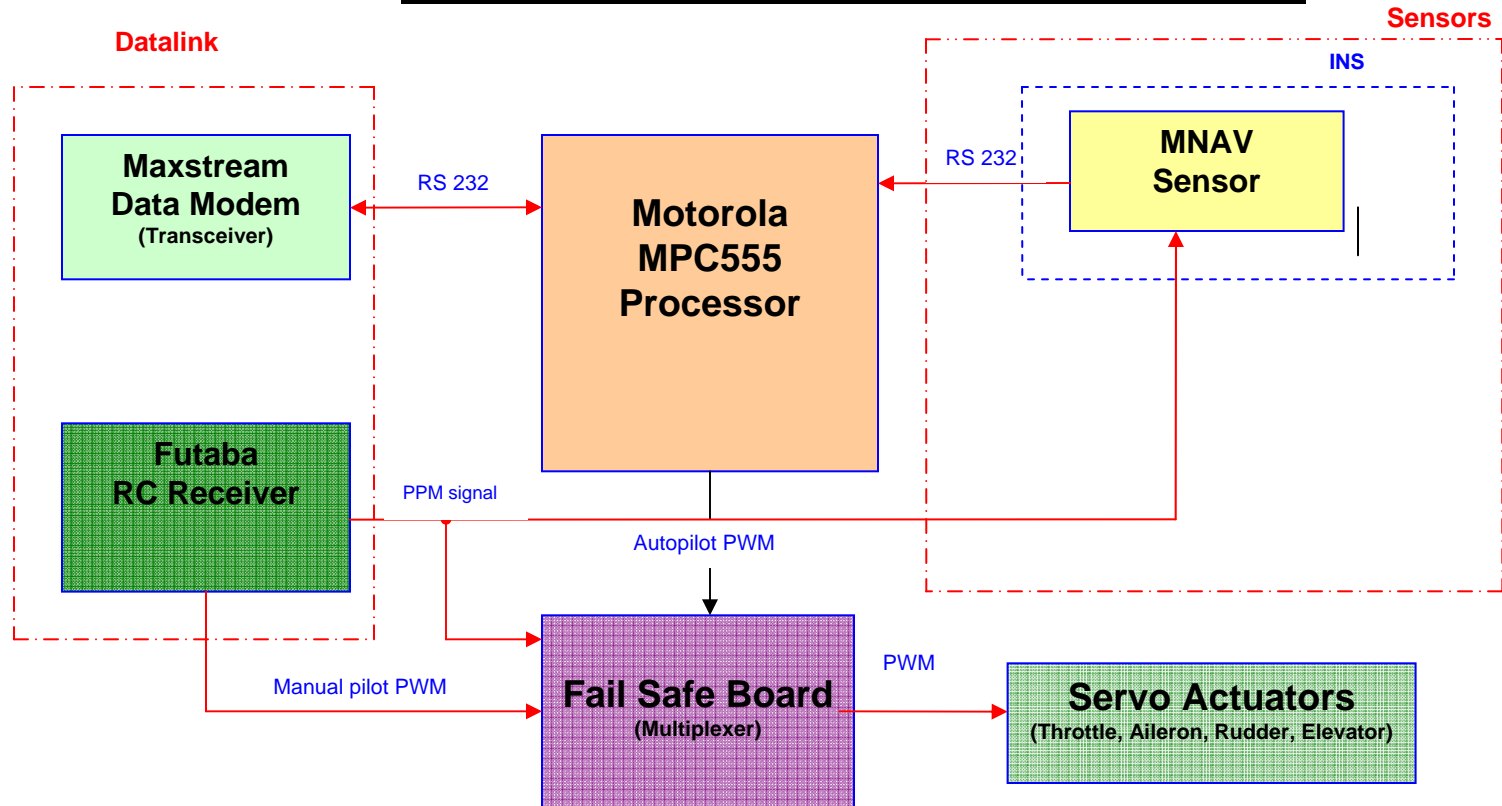 Sensors
Datalink
INS
Maxstream
Data Modem
(Transceiver)
RS 232
Motorola
MPC555
Processor
RS 232
MNAV
Sensor
Futaba
RC Receiver
PPM signal
Autopilot PWM
Manual pilot PWM
Fail Safe Board
(Multiplexer)
PWM
Servo Actuators
(Throttle, Aileron, Rudder, Elevator)